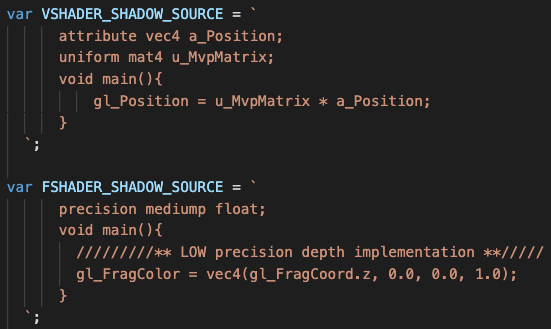 var VSHADER_SHADOW_SOURCE = `
attribute vec4 a_Position;
uniform mat4 u_MvpMatrix;
void main(){
gl_Position = u_MvpMatrix * a_Position;
}
`;
var FSHADER_SHADOW_SOURCE = `
precision mediump float;
void main(){
/////////** LOW precision depth implementation **/////
gl_FragColor = vec4(gl_FragCoord.z, 0.0, 0.0, 1.0);
}
`;